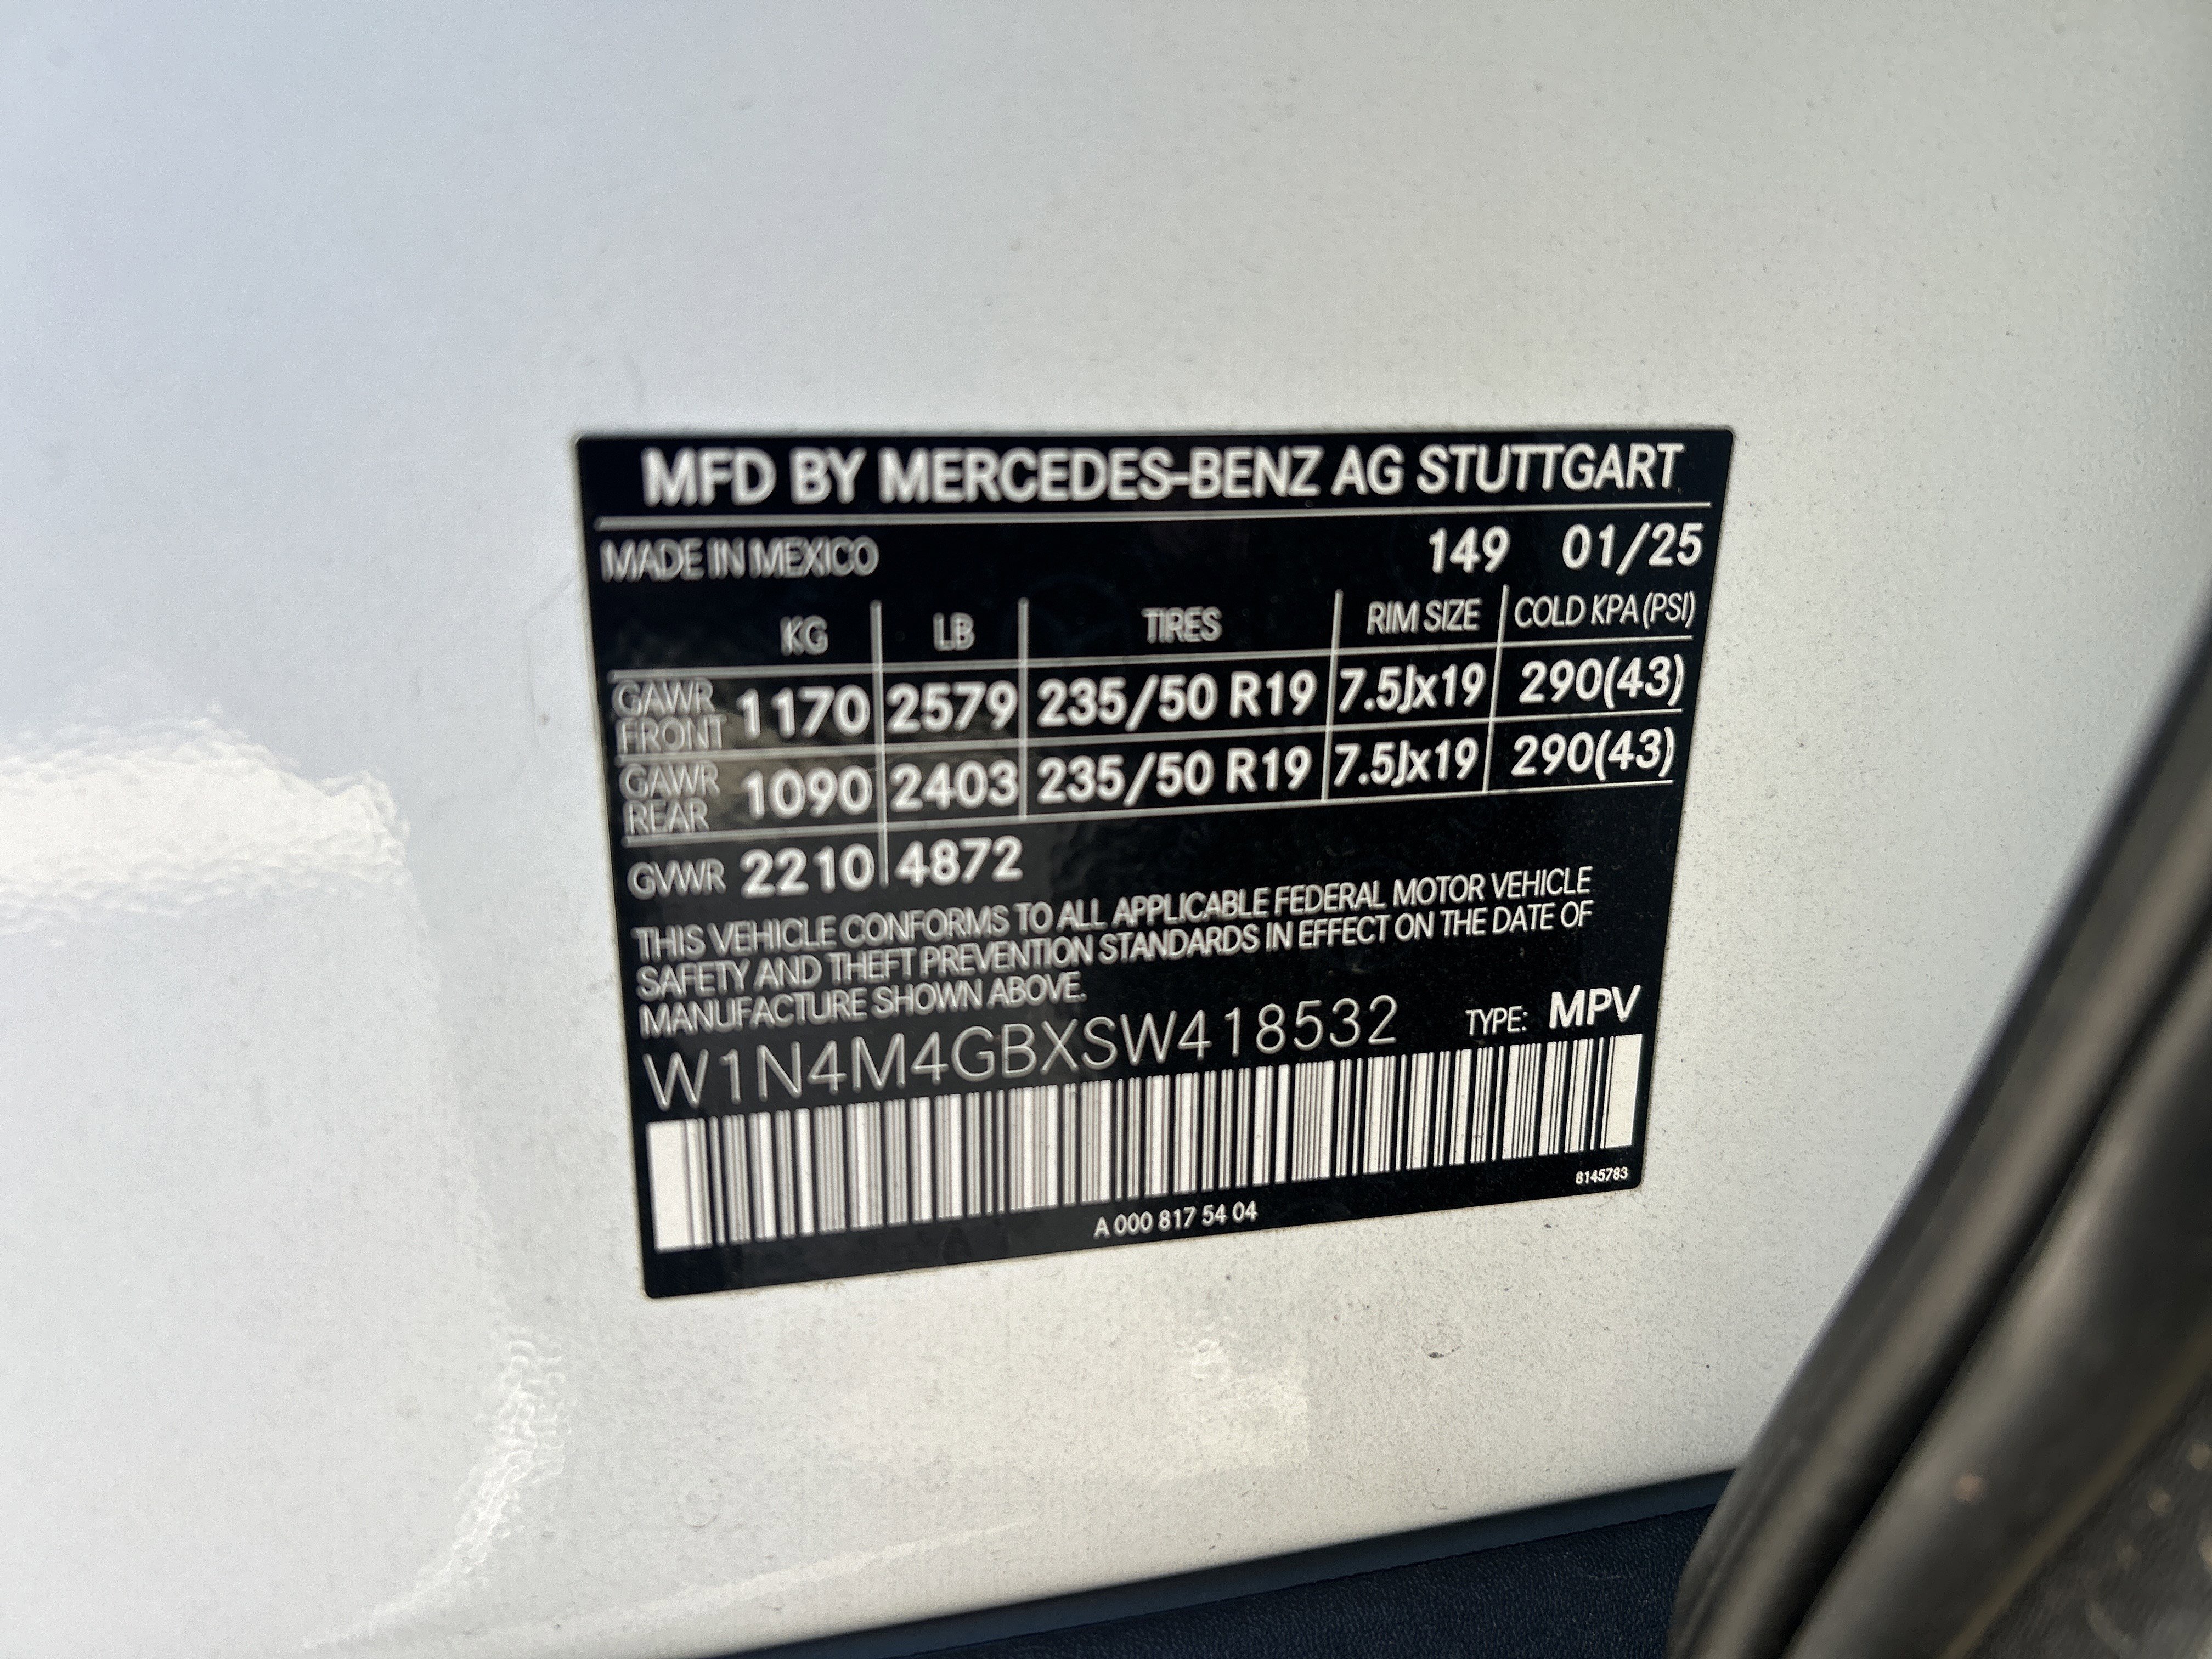 MFD BY MERCEDES-BENZ AG STUTTGART
MADE IN MEXICO 149 01/25
KG LB TIRES RIM SIZE COLD KPA (PSI)
GAWR FRONT 1170 2579 235/50 R19 7.5Jx19 290(43)
GAWR REAR 1090 2403 235/50 R19 7.5Jx19 290(43)
GVWR 2210 4872
THIS VEHICLE CONFORMS TO ALL APPLICABLE FEDERAL MOTOR VEHICLE
SAFETY AND THEFT PREVENTION STANDARDS IN EFFECT ON THE DATE OF
MANUFACTURE SHOWN ABOVE.
W1N4M4GBXSW418532 TYPE: MPV
8145783
A 000 817 54 04